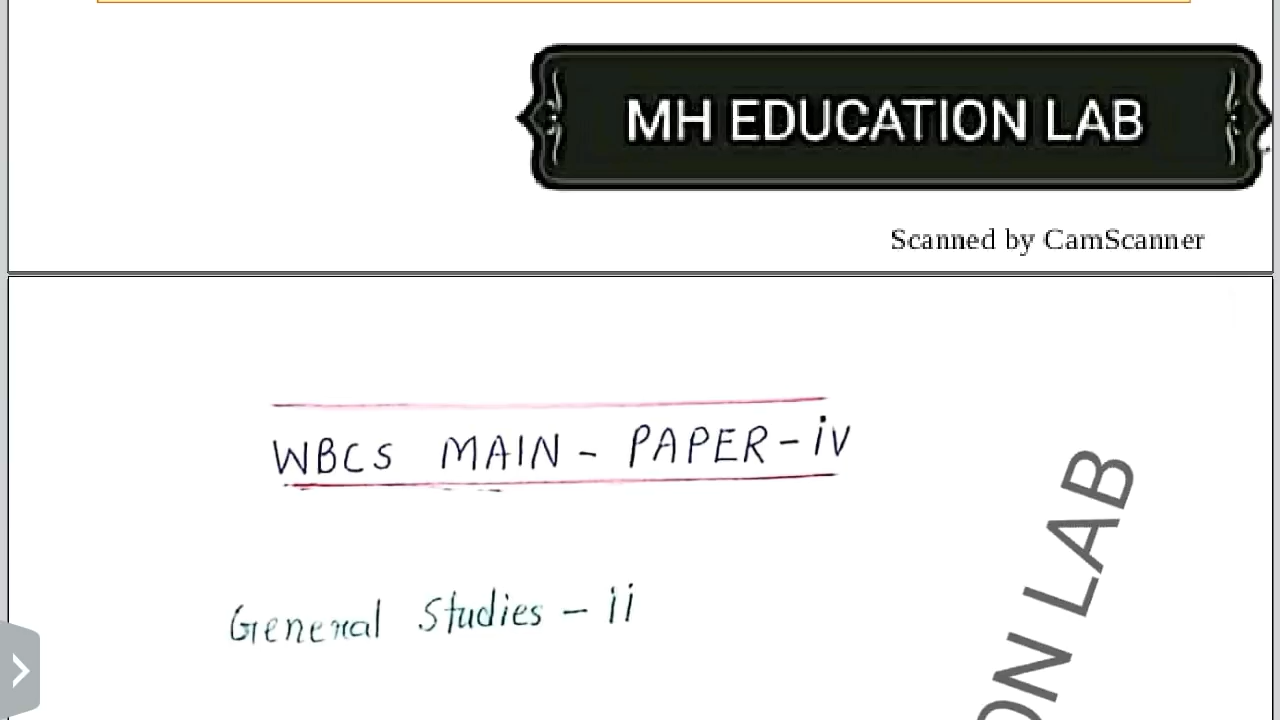 MH EDUCATION LAB
Scanned by CamScanner
WBCS MAIN - PAPER - iv
General Studies - ii
ON LAB